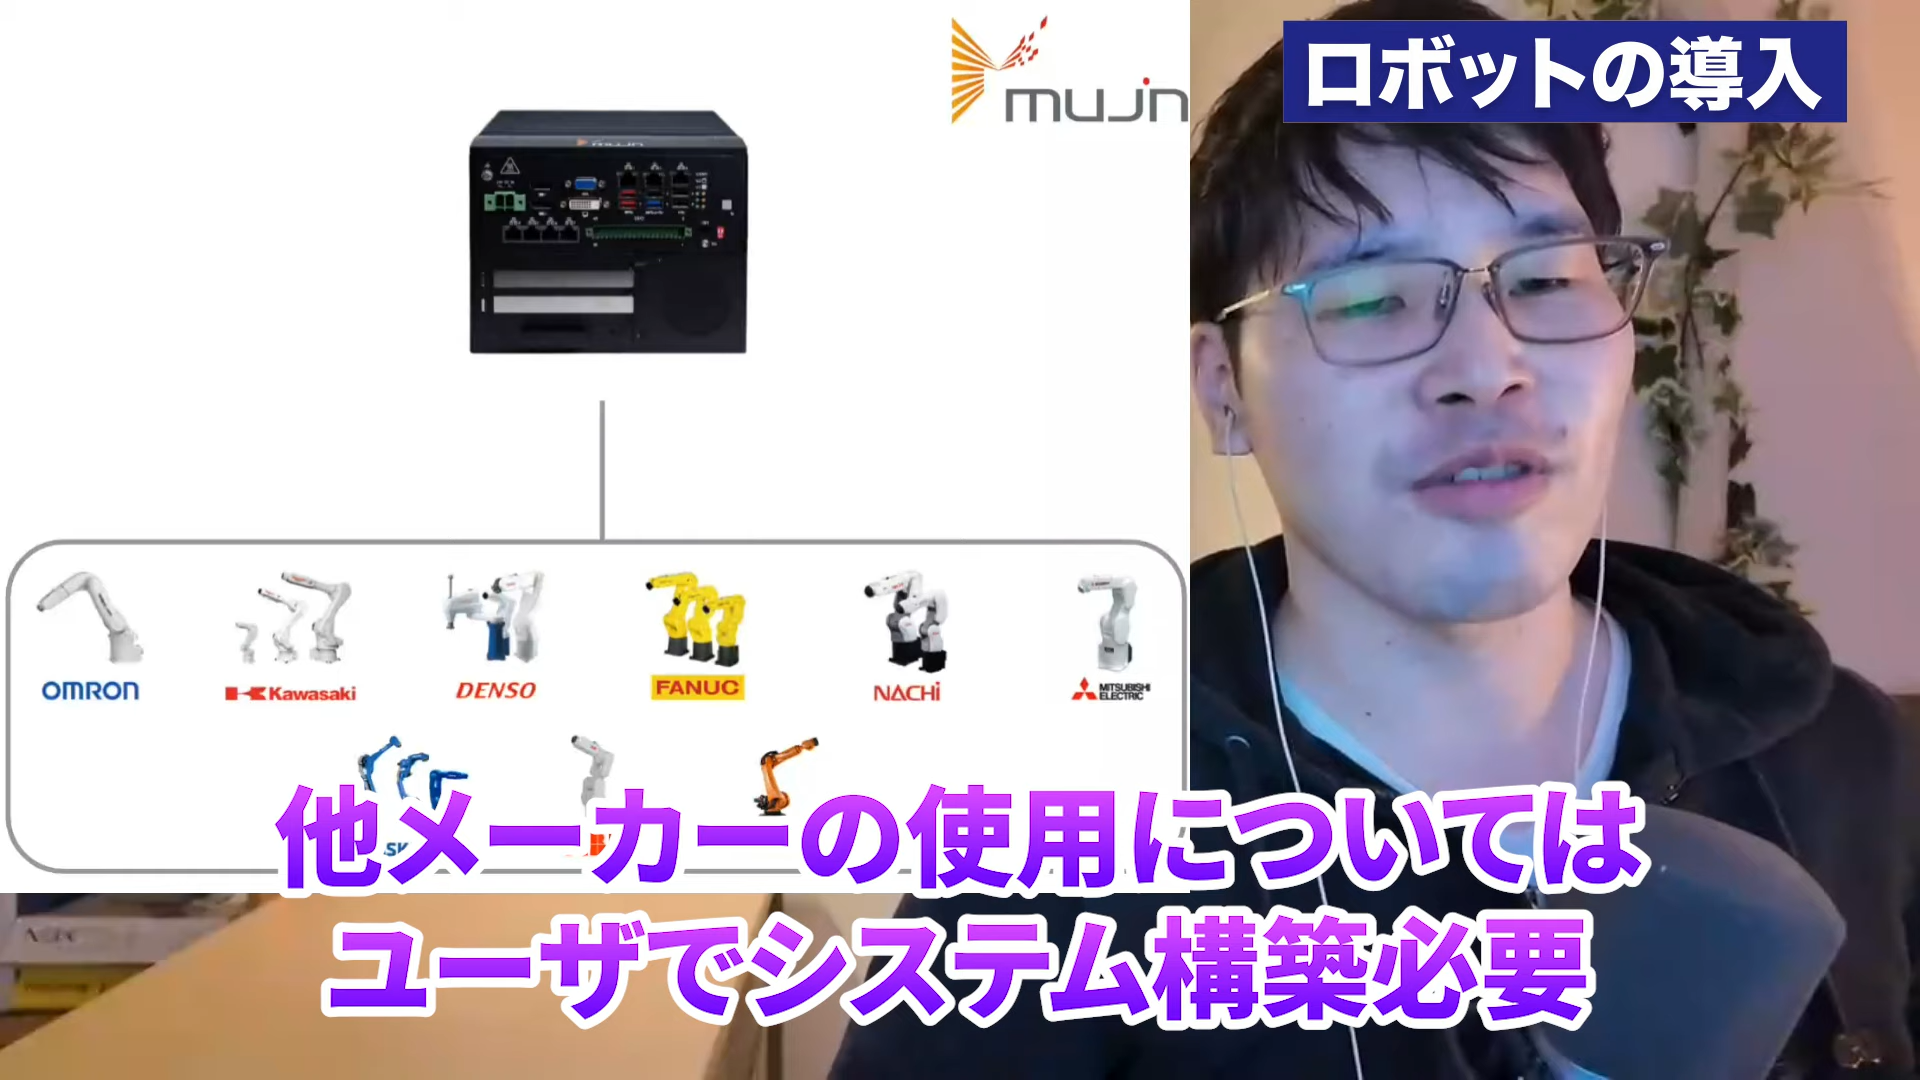 mujin
ロボットの導入
mujin
OMRON
Kawasaki
DENSO
FANUC
NACHi
MITSUBISHI
ELECTRIC
他メーカーの使用については
ユーザでシステム構築必要